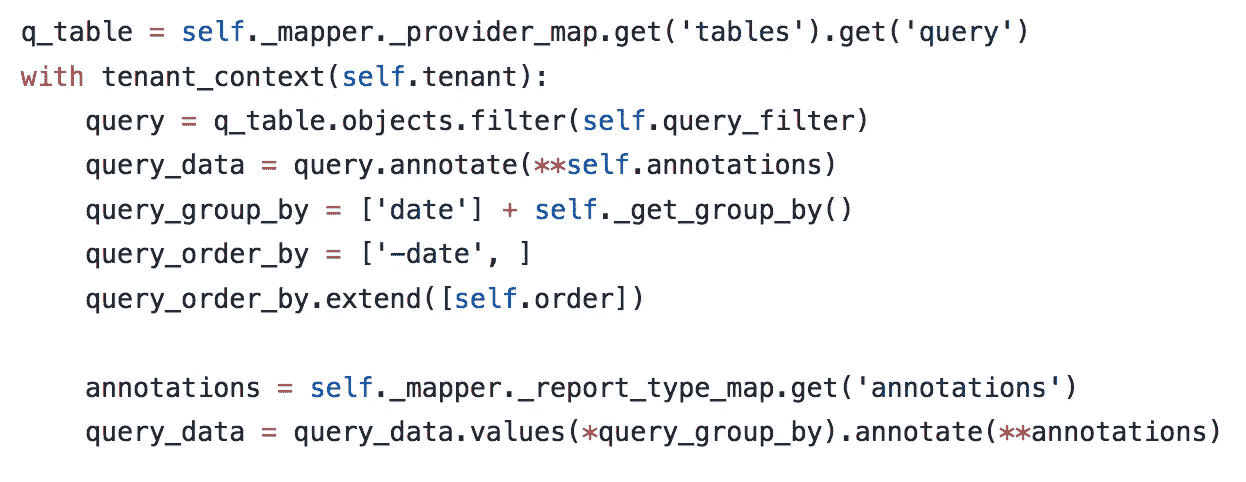 q_table = self._mapper._provider_map.get('tables').get('query')
with tenant_context(self.tenant):
    query = q_table.objects.filter(self.query_filter)
    query_data = query.annotate(**self.annotations)
    query_group_by = ['date'] + self._get_group_by()
    query_order_by = ['-date', ]
    query_order_by.extend([self.order])

    annotations = self._mapper._report_type_map.get('annotations')
    query_data = query_data.values(*query_group_by).annotate(**annotations)